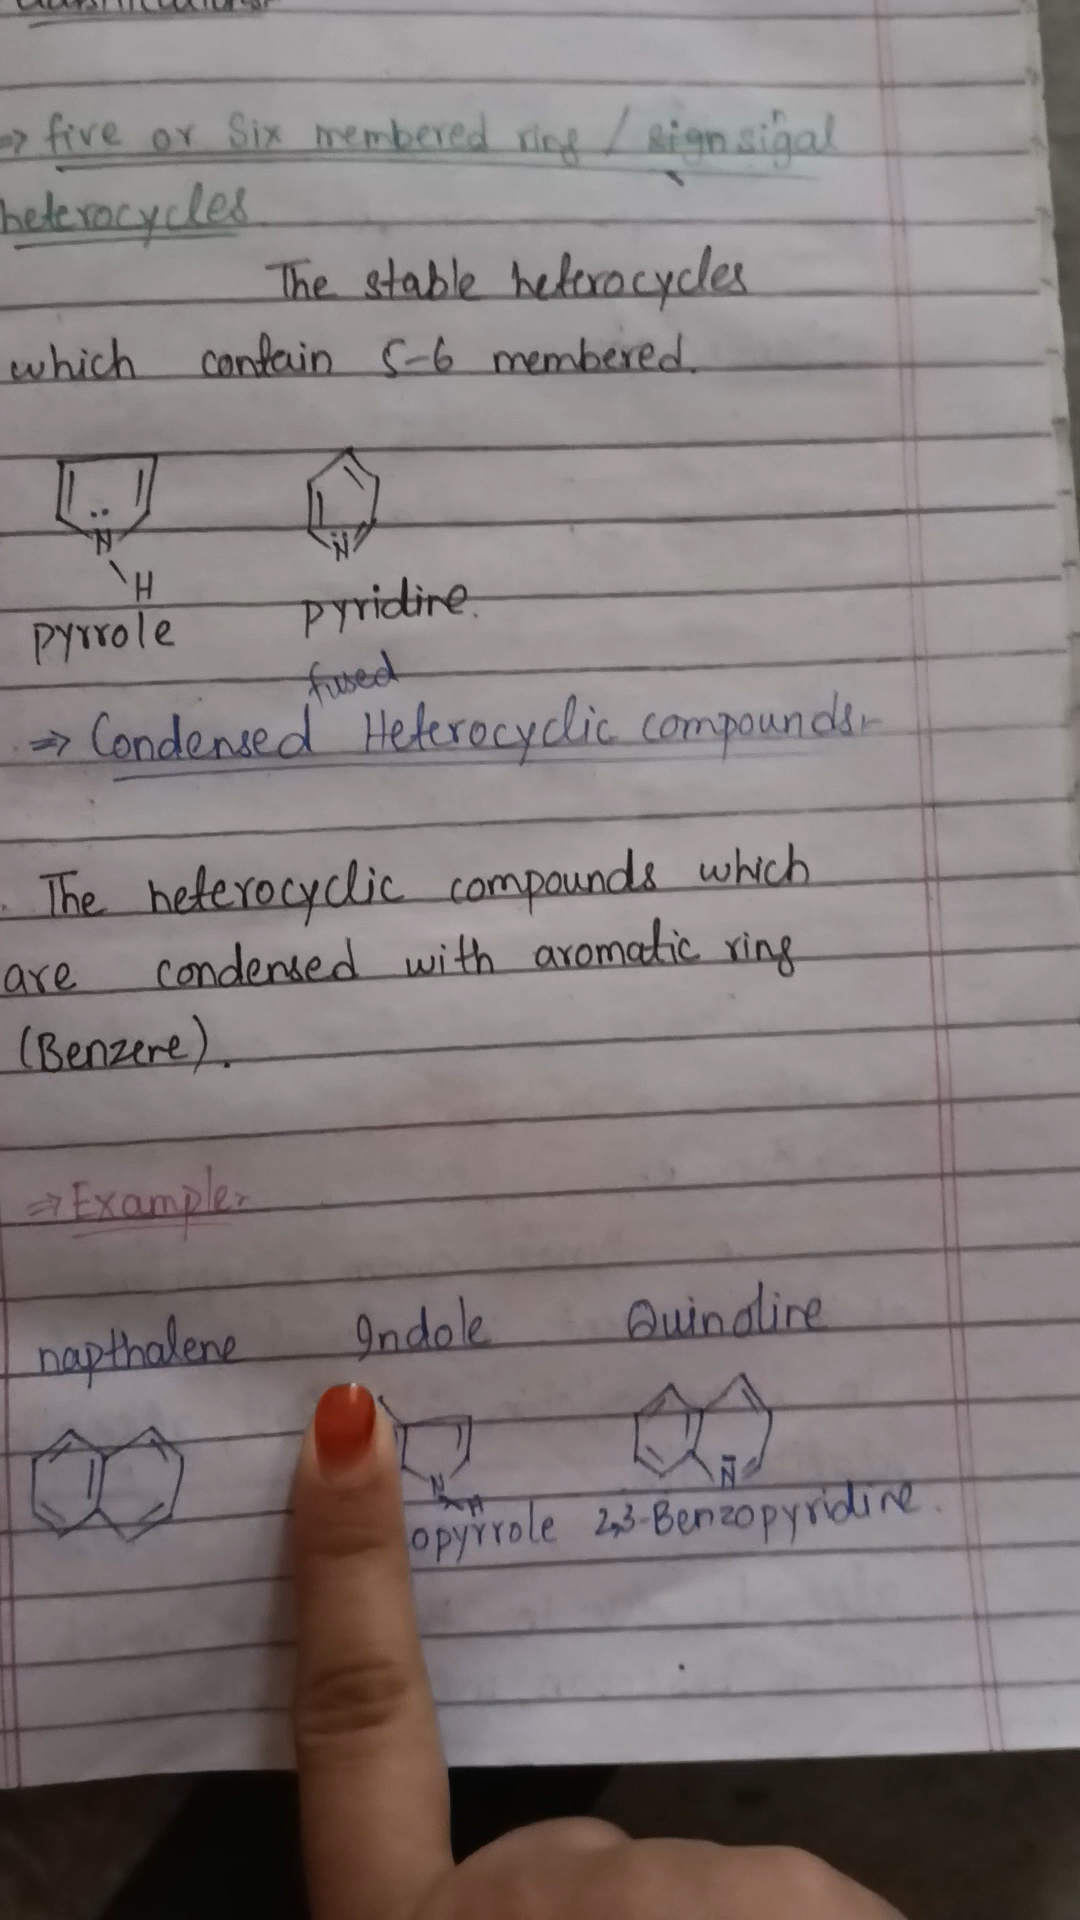 ⇒ five or Six membered ring / sign sigal
n
heterocycles
The stable heterocycles
which contain 5-6 membered.
N
H
N
pyrrole
pyridine.
fused
⇒ Condensed Heterocyclic compounds-
The heterocyclic compounds which
are condensed with aromatic ring
(Benzene).
⇒ Example-
napthalene Indole Quinoline
N
H
N
opyrrole 2,3-Benzopyridine.